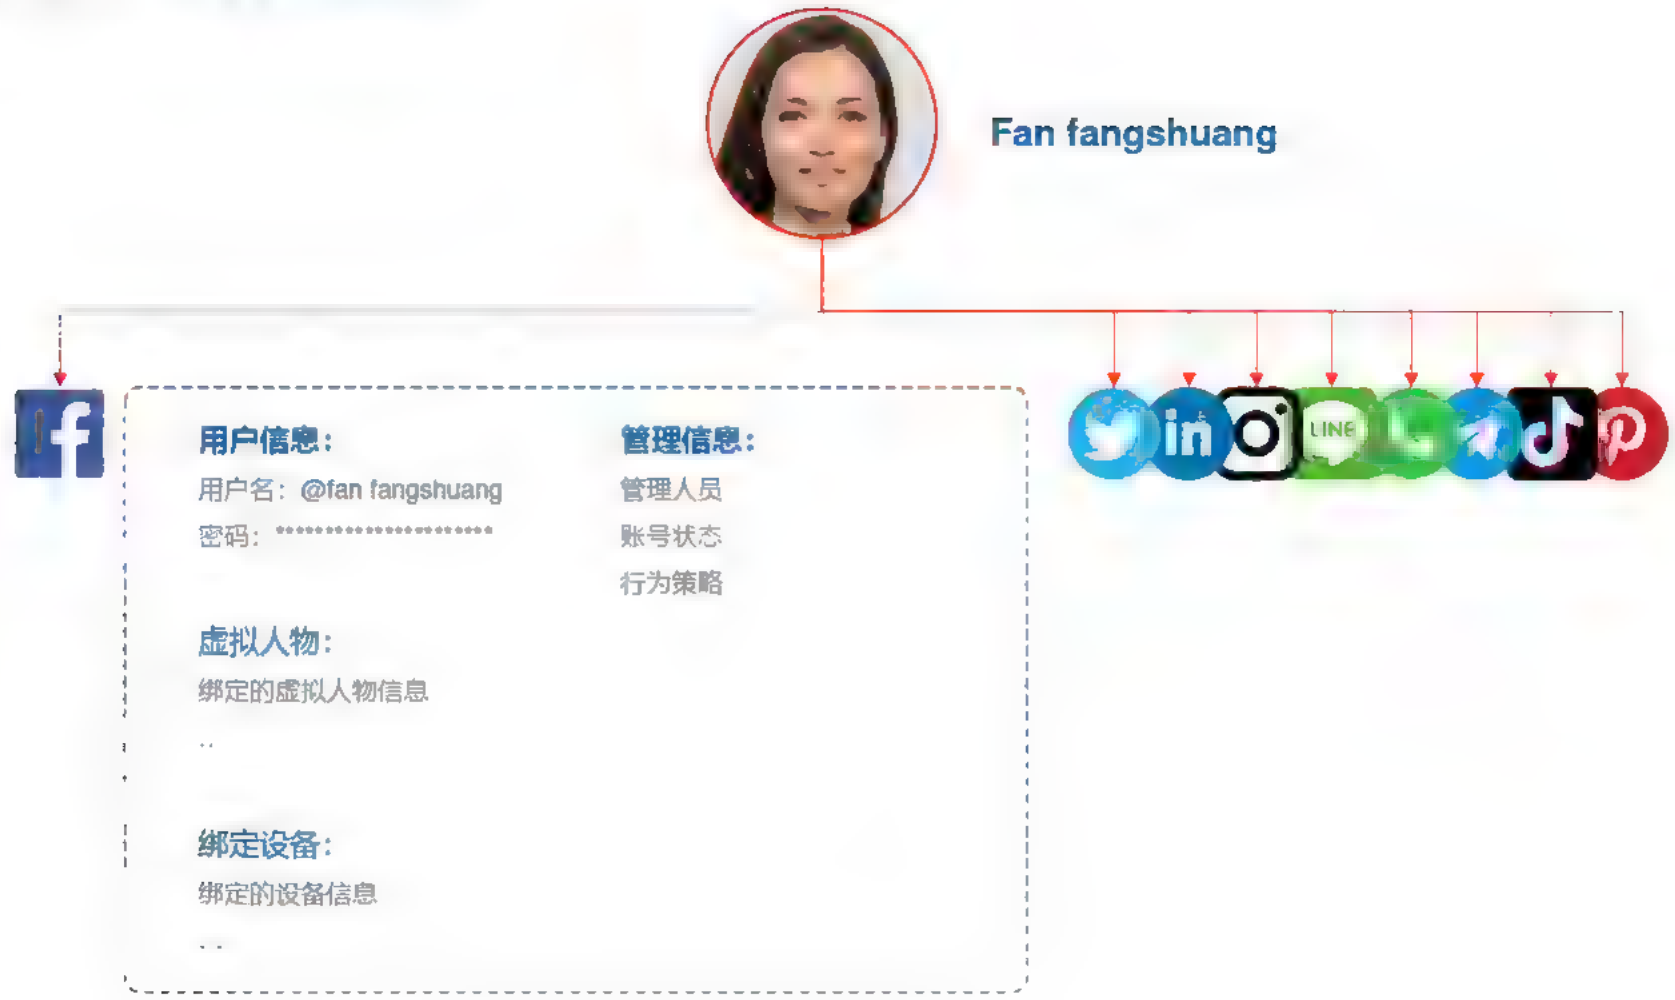 Fan fangshuang
用户信息：
用户名：@fan fangshuang
密码：**********************
虚拟人物：
绑定的虚拟人物信息
..
绑定设备：
绑定的设备信息
..
管理信息：
管理人员
账号状态
行为策略
f
in
LINE